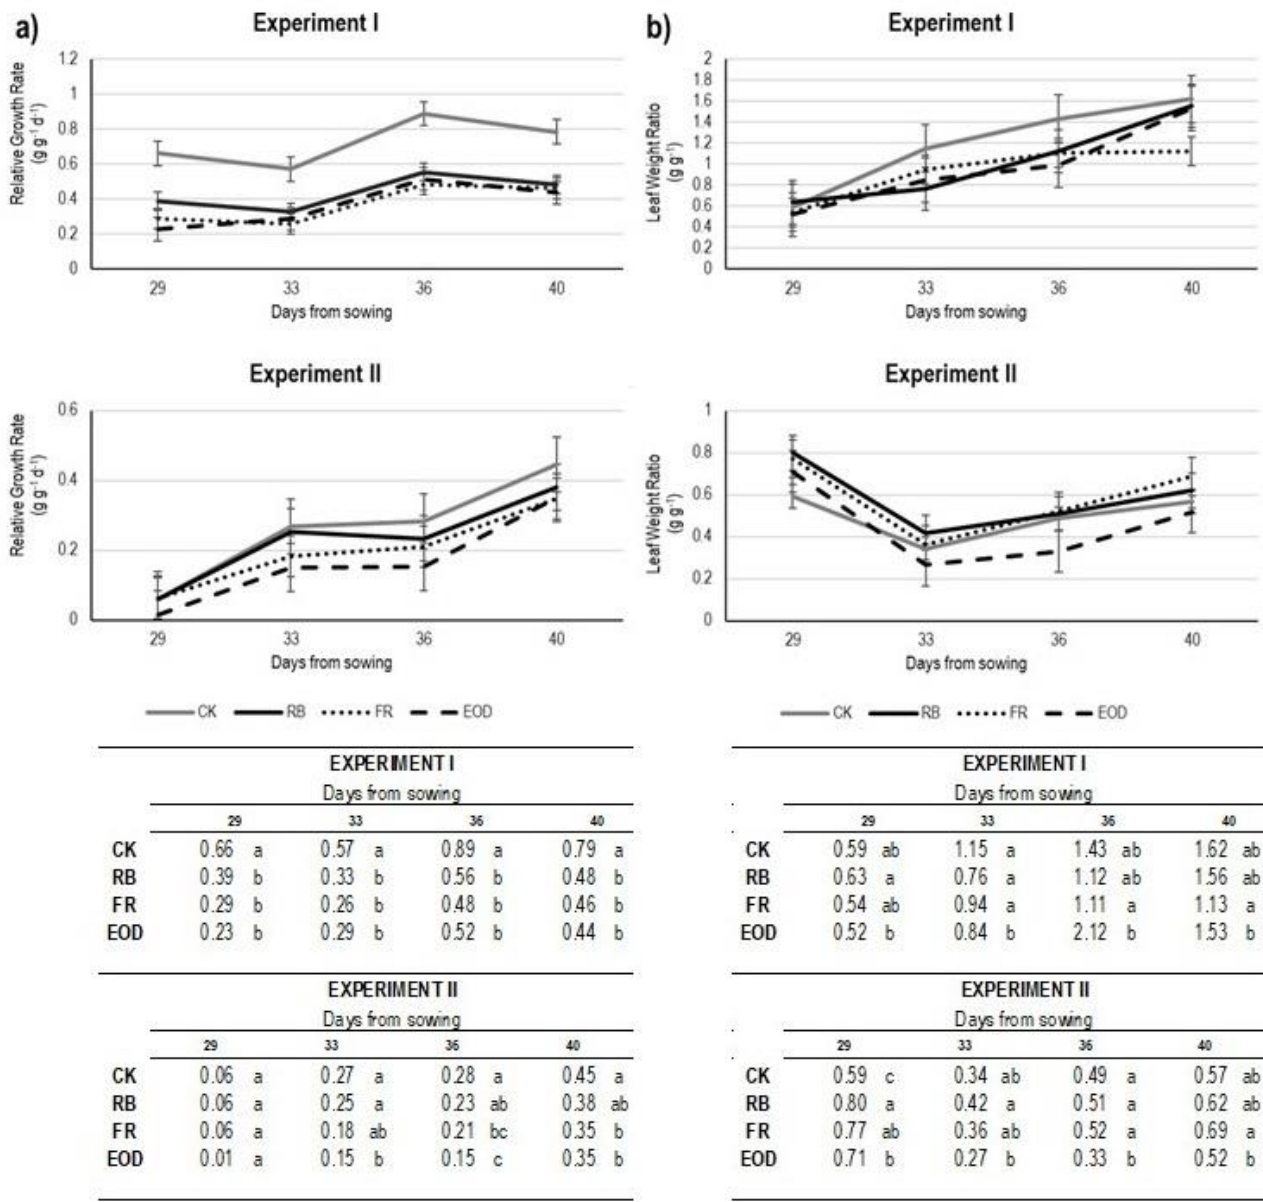 a)
Experiment I
Relative Growth Rate
(g g⁻¹ d⁻¹)
1.2
1
0.8
0.6
0.4
0.2
0
29 33 36 40
Days from sowing
b)
Experiment I
Leaf Weight Ratio
(g g⁻¹)
2
1.8
1.6
1.4
1.2
1
0.8
0.6
0.4
0.2
0
29 33 36 40
Days from sowing
Experiment II
Relative Growth Rate
(g g⁻¹ d⁻¹)
0.6
0.4
0.2
0
29 33 36 40
Days from sowing
Experiment II
Leaf Weight Ratio
(g g⁻¹)
1
0.8
0.6
0.4
0.2
0
29 33 36 40
Days from sowing
CK RB FR EOD
CK RB FR EOD
EXPERIMENT I
Days from sowing
29 33 36 40
CK 0.66 a 0.57 a 0.89 a 0.79 a
RB 0.39 b 0.33 b 0.56 b 0.48 b
FR 0.29 b 0.26 b 0.48 b 0.46 b
EOD 0.23 b 0.29 b 0.52 b 0.44 b
EXPERIMENT II
Days from sowing
29 33 36 40
CK 0.06 a 0.27 a 0.28 a 0.45 a
RB 0.06 a 0.25 a 0.23 ab 0.38 ab
FR 0.06 a 0.18 ab 0.21 bc 0.35 b
EOD 0.01 a 0.15 b 0.15 c 0.35 b
EXPERIMENT I
Days from sowing
29 33 36 40
CK 0.59 ab 1.15 a 1.43 ab 1.62 ab
RB 0.63 a 0.76 a 1.12 ab 1.56 ab
FR 0.54 ab 0.94 a 1.11 a 1.13 a
EOD 0.52 b 0.84 b 2.12 b 1.53 b
EXPERIMENT II
Days from sowing
29 33 36 40
CK 0.59 c 0.34 ab 0.49 a 0.57 ab
RB 0.80 a 0.42 a 0.51 a 0.62 ab
FR 0.77 ab 0.36 ab 0.52 a 0.69 a
EOD 0.71 b 0.27 b 0.33 b 0.52 b